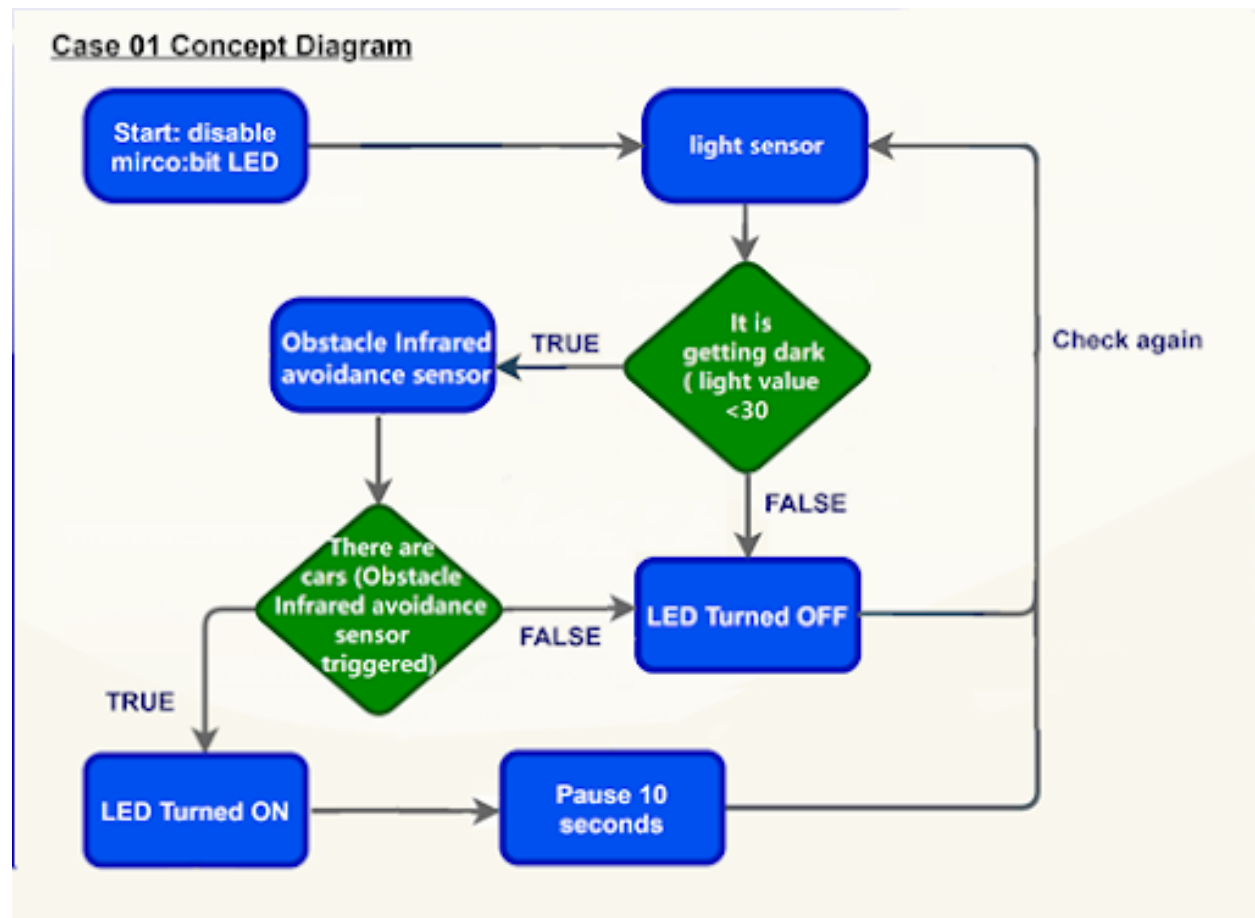 Case 01 Concept Diagram
Start: disable
mirco:bit LED
light sensor
It is
getting dark
( light value
<30
TRUE
Obstacle Infrared
avoidance sensor
Check again
FALSE
There are
cars (Obstacle
Infrared avoidance
sensor
triggered)
FALSE
LED Turned OFF
TRUE
LED Turned ON
Pause 10
seconds